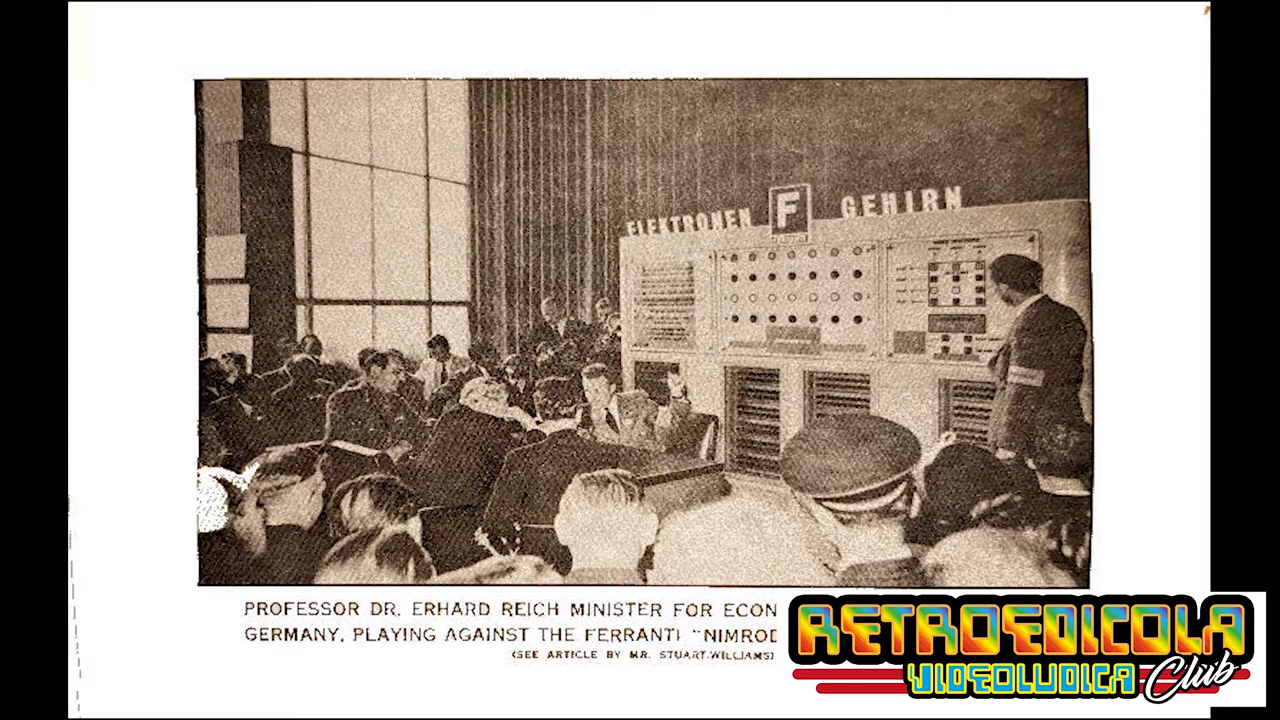 ELEKTRONEN F GEHIRN
PROFESSOR DR. ERHARD REICH MINISTER FOR ECON
GERMANY, PLAYING AGAINST THE FERRANTI "NIMROD
(SEE ARTICLE BY MR. STUART-WILLIAMS)
RETROEDICOLA
VIDEOLUDICA
Club